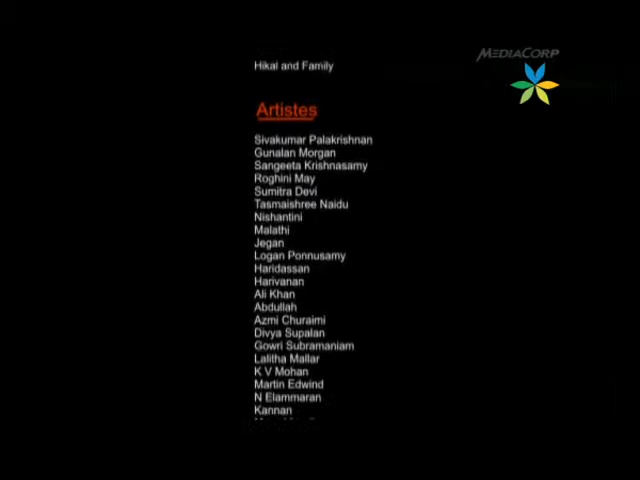 MEDIACORP
Hikal and Family
Artistes
Sivakumar Palakrishnan
Gunalan Morgan
Sangeeta Krishnasamy
Roghini May
Sumitra Devi
Tasmaishree Naidu
Nishantini
Malathi
Jegan
Logan Ponnusamy
Haridassan
Harivanan
Ali Khan
Abdullah
Azmi Churaimi
Divya Supalan
Gowri Subramaniam
Lalitha Mallar
K V Mohan
Martin Edwind
N Elammaran
Kannan